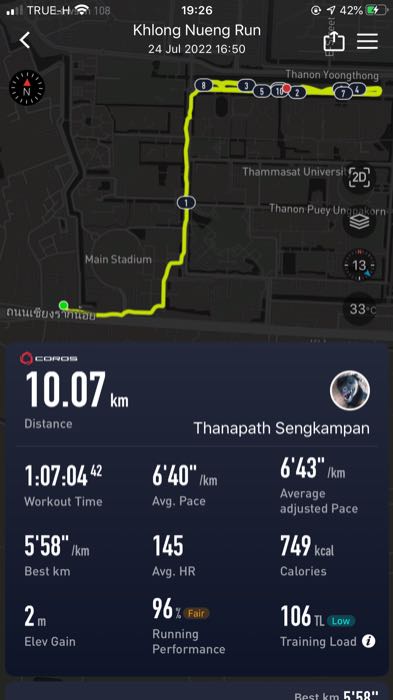 TRUE-H 108
19:26
42%
Khlong Nueng Run
24 Jul 2022 16:50
N
Thanon Yoongthong
8
3
5
2
7
4
Thammasat Universit
2D
1
Thanon Puey Ungpakorn
Main Stadium
13
33°C
ถนนเชียงรากน้อย
COROS
10.07 km
Distance
Thanapath Sengkampan
1:07:04 42
6'40" /km
6'43" /km
Workout Time
Avg. Pace
Average
adjusted Pace
5'58" /km
145
749 kcal
Best km
Avg. HR
Calories
2 m
96% Fair
106 TL Low
Elev Gain
Running
Performance
Training Load i
Best km 5'58"